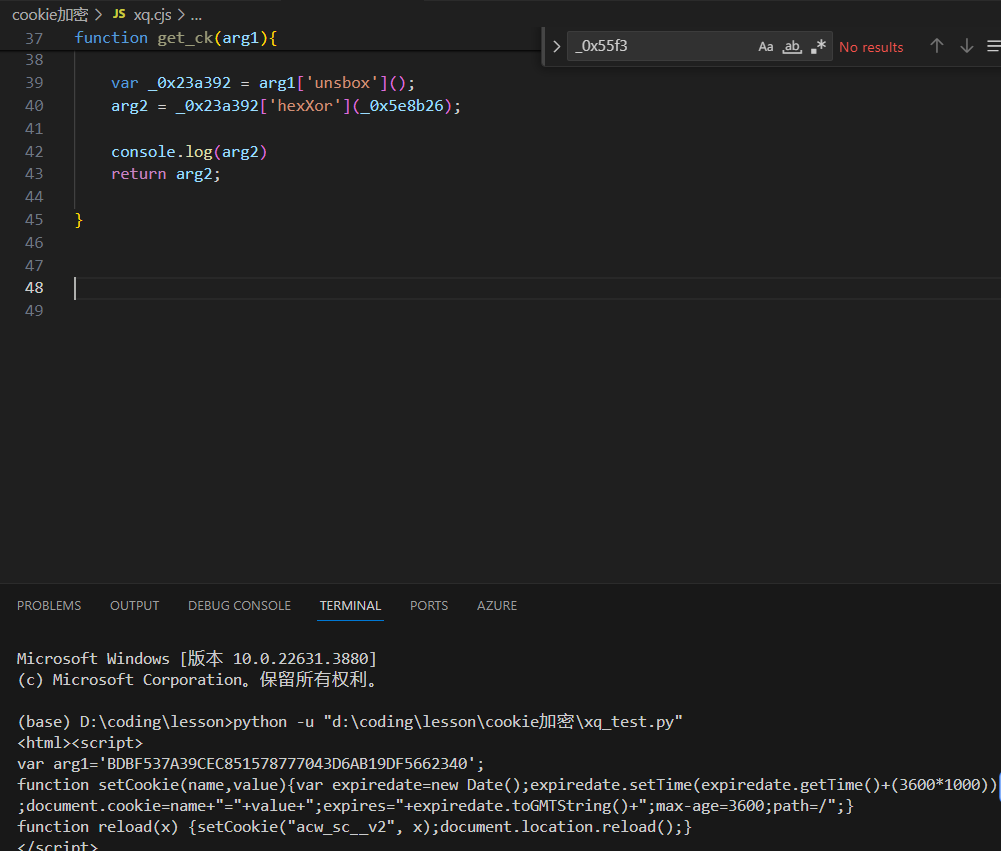 cookie加密 > JS xq.cjs > ...
37 function get_ck(arg1){
_0x55f3 Aa ab .* No results
38
39 var _0x23a392 = arg1['unsbox']();
40 arg2 = _0x23a392['hexXor'](_0x5e8b26);
41
42 console.log(arg2)
43 return arg2;
44
45 }
46
47
48
49
PROBLEMS OUTPUT DEBUG CONSOLE TERMINAL PORTS AZURE
Microsoft Windows [版本 10.0.22631.3880]
(c) Microsoft Corporation。保留所有权利。
(base) D:\coding\lesson>python -u "d:\coding\lesson\cookie加密\xq_test.py"
<html><script>
var arg1='BDBF537A39CEC851578777043D6AB19DF5662340';
function setCookie(name,value){var expiredate=new Date();expiredate.setTime(expiredate.getTime()+(3600*1000))
;document.cookie=name+"="+value+";expires="+expiredate.toGMTString()+";max-age=3600;path=/";}
function reload(x) {setCookie("acw_sc__v2", x);document.location.reload();}
</script>